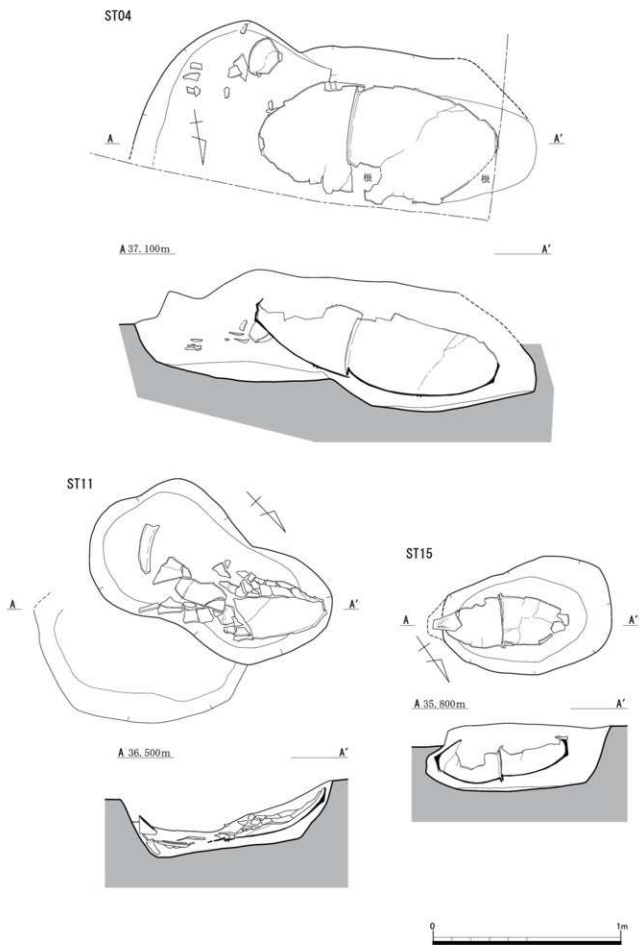 ST04
A A'
根
根
A 37,100m A'
ST11
A A'
A 36,500m A'
ST15
A A'
A 35,800m A'
0 1m